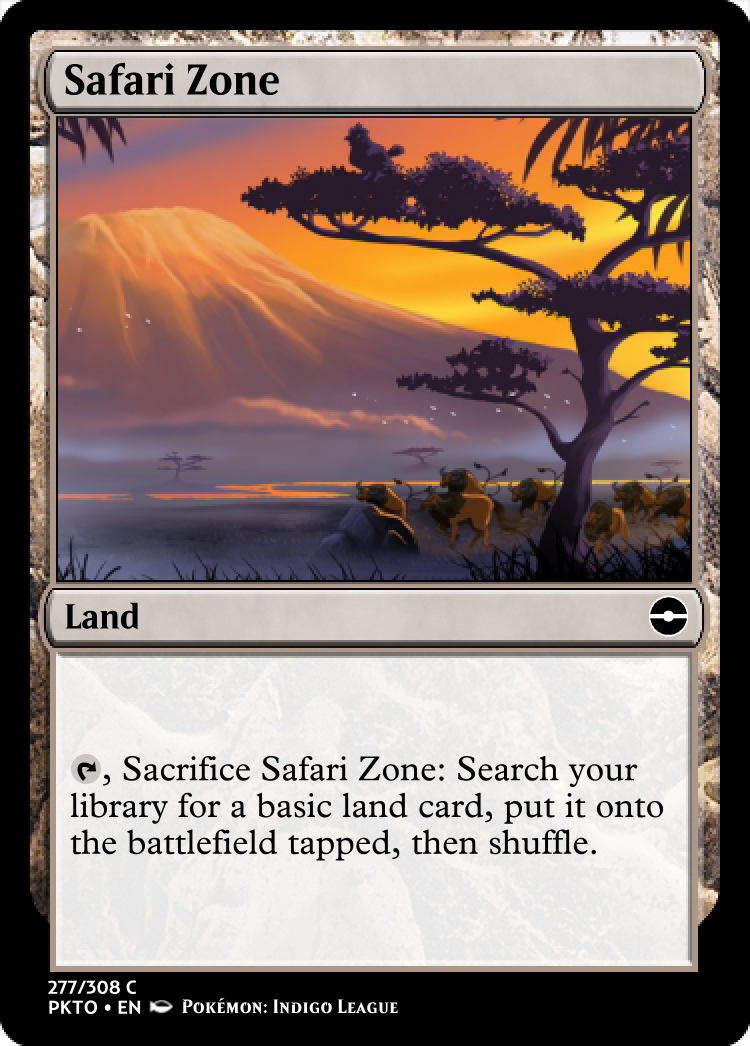 Safari Zone
Land
, Sacrifice Safari Zone: Search your
library for a basic land card, put it onto
the battlefield tapped, then shuffle.
277/308 C
PKTO • EN Pokémon: Indigo League